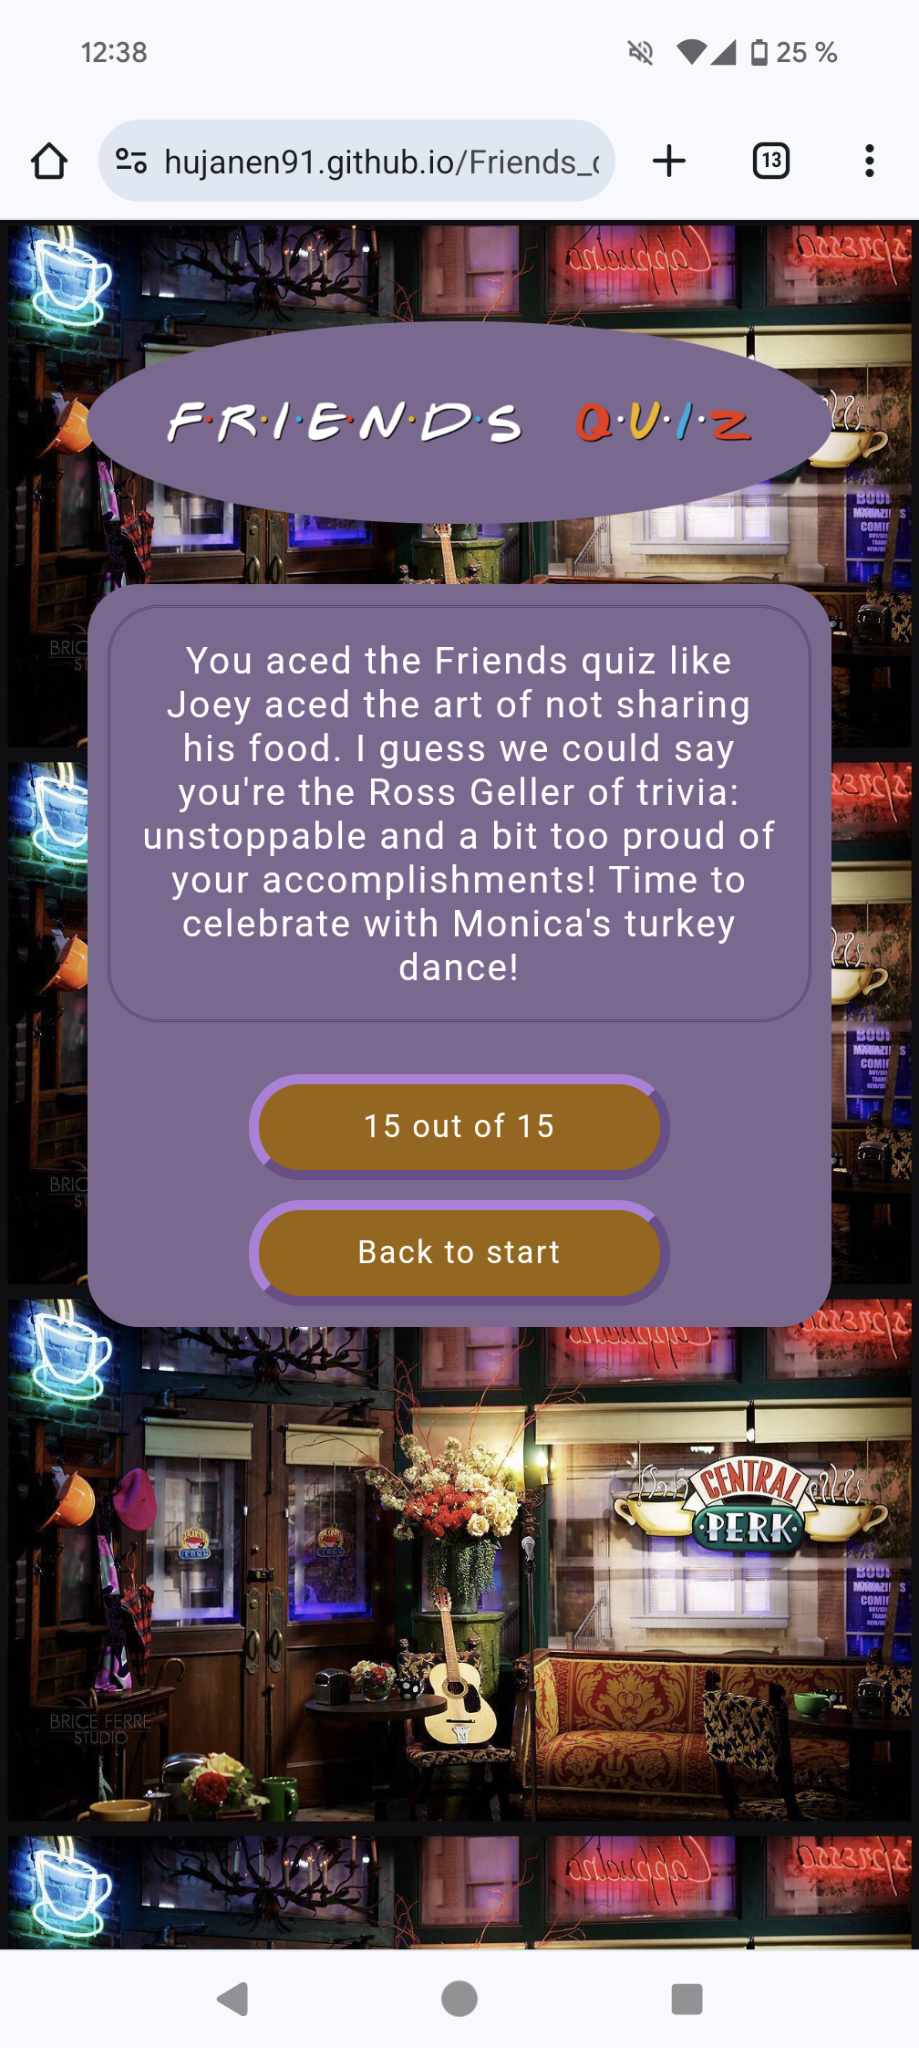 12:38
25 %
hujanen91.github.io/Friends_
13
Cappucino
F·R·I·E·N·D·S Q·U·I·Z
You aced the Friends quiz like
Joey aced the art of not sharing
his food. I guess we could say
you're the Ross Geller of trivia:
unstoppable and a bit too proud of
your accomplishments! Time to
celebrate with Monica's turkey
dance!
15 out of 15
Back to start
CENTRAL
PERK
BRICE FERRE
STUDIO